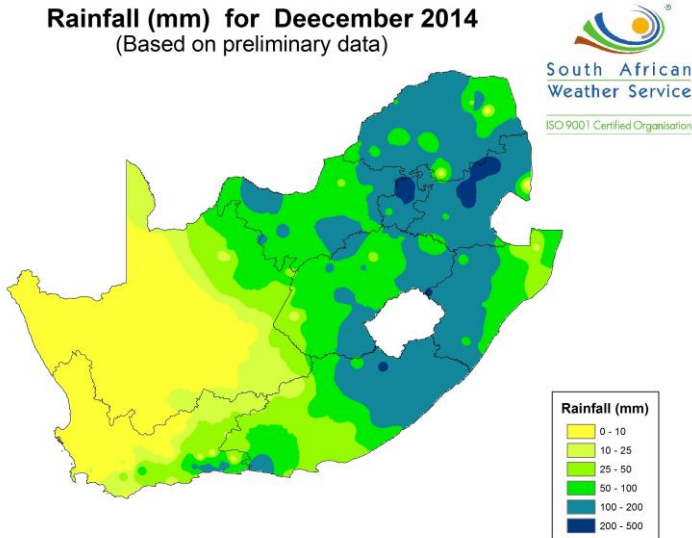 Rainfall (mm) for Deecember 2014
(Based on preliminary data)
South African
Weather Service
ISO 9001 Certified Organisation
Rainfall (mm)
0 - 10
10 - 25
25 - 50
50 - 100
100 - 200
200 - 500